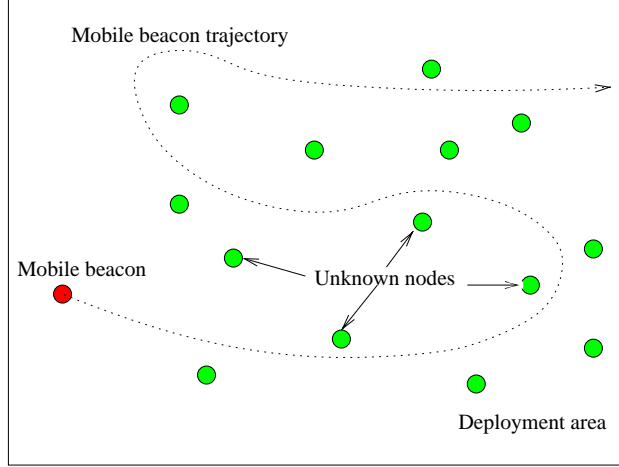 Mobile beacon trajectory
Mobile beacon
Unknown nodes
Deployment area